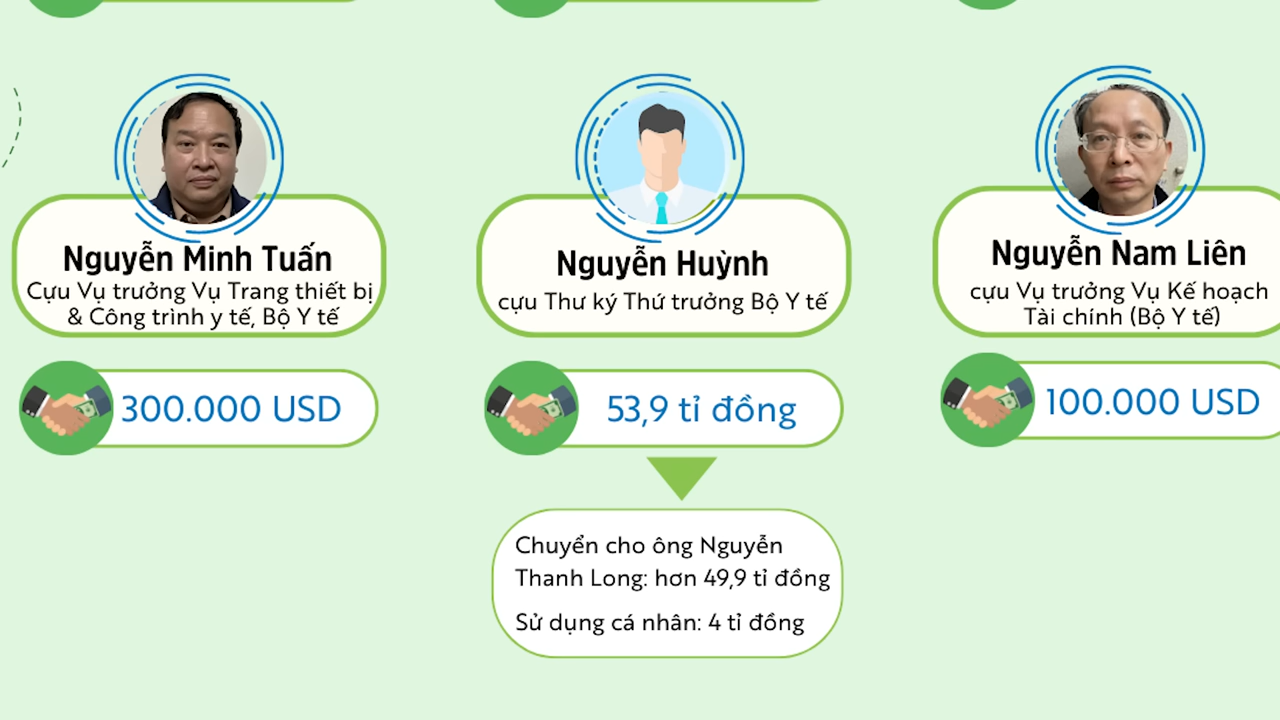 Nguyễn Minh Tuấn
Cựu Vụ trưởng Vụ Trang thiết bị
& Công trình y tế, Bộ Y tế
300.000 USD
Nguyễn Huỳnh
cựu Thư ký Thứ trưởng Bộ Y tế
53,9 tỉ đồng
Chuyển cho ông Nguyễn
Thanh Long: hơn 49,9 tỉ đồng
Sử dụng cá nhân: 4 tỉ đồng
Nguyễn Nam Liên
cựu Vụ trưởng Vụ Kế hoạch
Tài chính (Bộ Y tế)
100.000 USD